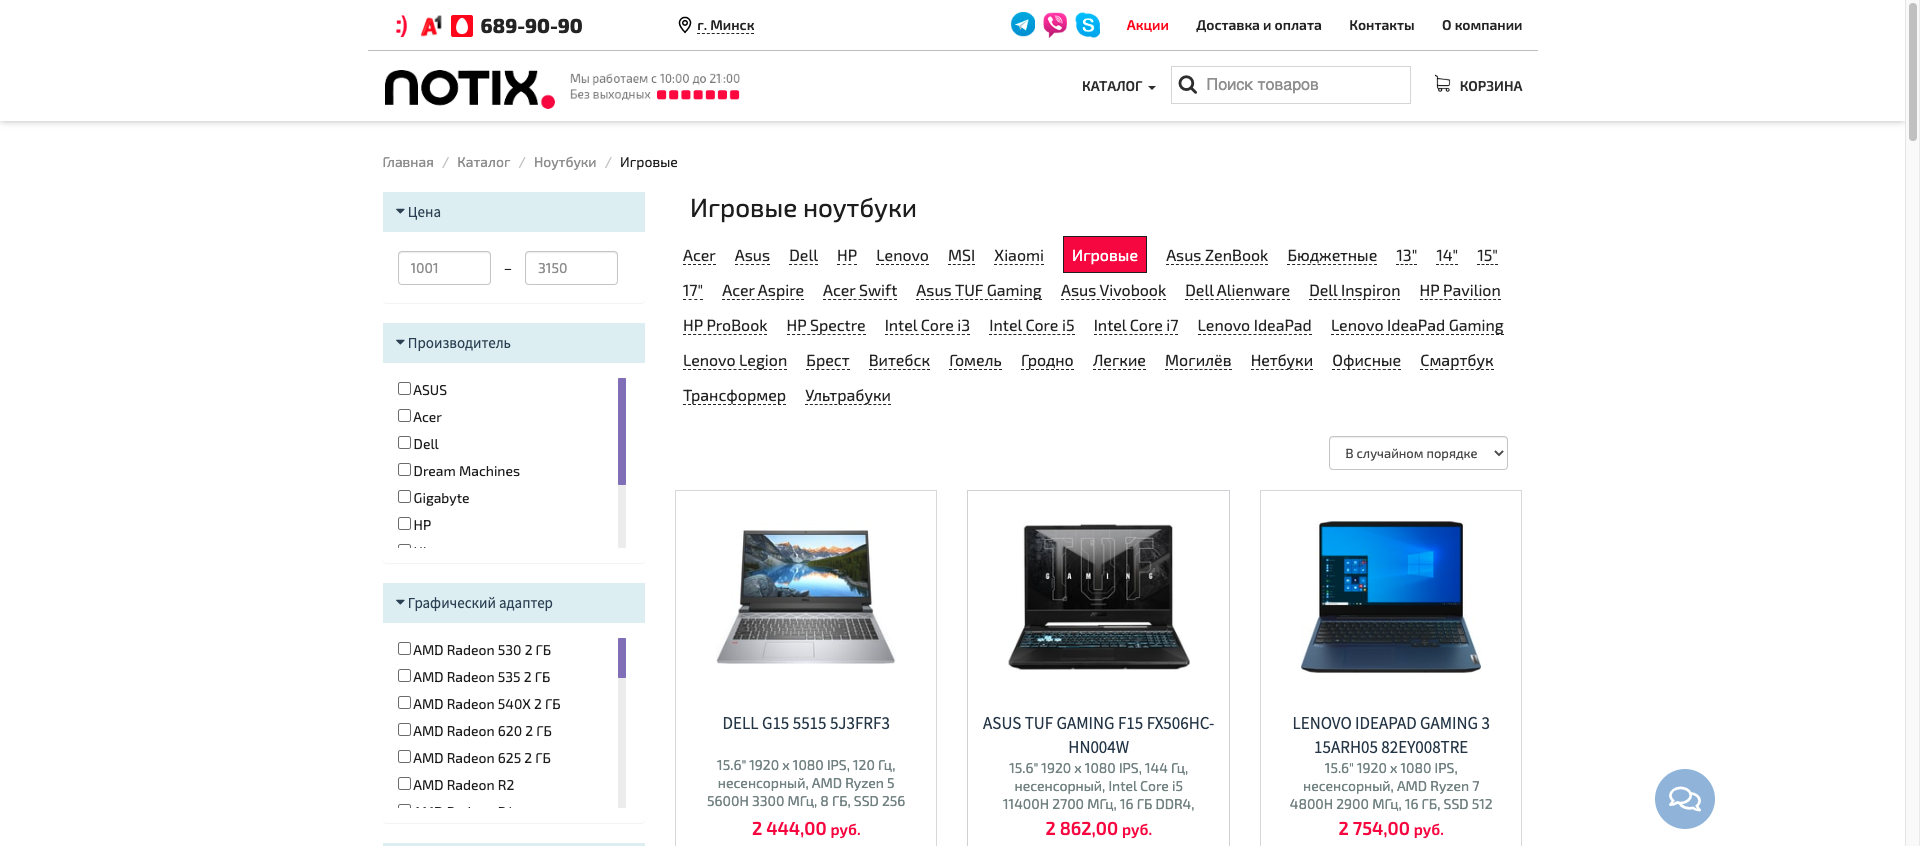 :) A1 689-90-90
г. Минск
Акции Доставка и оплата Контакты О компании
NOTIX.
Мы работаем с 10:00 до 21:00
Без выходных
КАТАЛОГ
Поиск товаров
КОРЗИНА
Главная / Каталог / Ноутбуки / Игровые
Цена
1001 – 3150
Производитель
ASUS
Acer
Dell
Dream Machines
Gigabyte
HP
Графический адаптер
AMD Radeon 530 2 ГБ
AMD Radeon 535 2 ГБ
AMD Radeon 540X 2 ГБ
AMD Radeon 620 2 ГБ
AMD Radeon 625 2 ГБ
AMD Radeon R2
Игровые ноутбуки
Acer Asus Dell HP Lenovo MSI Xiaomi Игровые Asus ZenBook Бюджетные 13" 14" 15"
17" Acer Aspire Acer Swift Asus TUF Gaming Asus Vivobook Dell Alienware Dell Inspiron HP Pavilion
HP ProBook HP Spectre Intel Core i3 Intel Core i5 Intel Core i7 Lenovo IdeaPad Lenovo IdeaPad Gaming
Lenovo Legion Брест Витебск Гомель Гродно Легкие Могилёв Нетбуки Офисные Смартбук
Трансформер Ультрабуки
В случайном порядке
DELL G15 5515 5J3FRF3
15.6" 1920 x 1080 IPS, 120 Гц,
несенсорный, AMD Ryzen 5
5600H 3300 МГц, 8 ГБ, SSD 256
2 444,00 руб.
TUF
GAMING
ASUS TUF GAMING F15 FX506HC-
HN004W
15.6" 1920 x 1080 IPS, 144 Гц,
несенсорный, Intel Core i5
11400H 2700 МГц, 16 ГБ DDR4,
2 862,00 руб.
LENOVO IDEAPAD GAMING 3
15ARH05 82EY008TRE
15.6" 1920 x 1080 IPS,
несенсорный, AMD Ryzen 7
4800H 2900 МГц, 16 ГБ, SSD 512
2 754,00 руб.